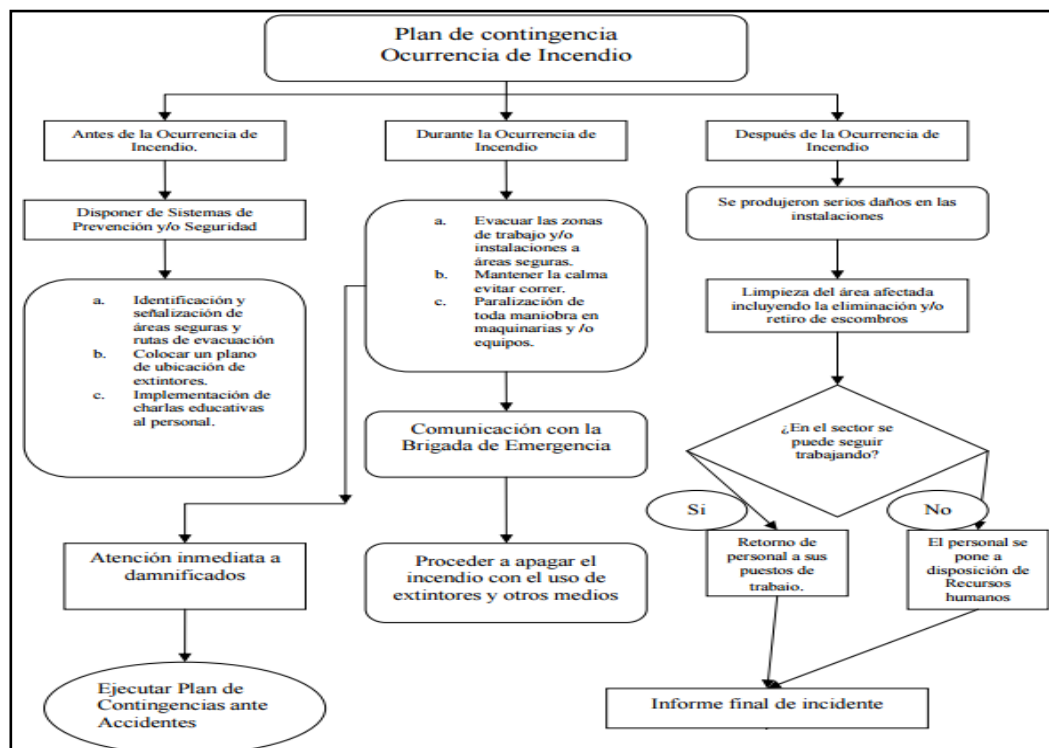 Plan de contingencia
Ocurrencia de Incendio
Antes de la Ocurrencia de
Incendio.
Disponer de Sistemas de
Prevención y/o Seguridad
a. Identificación y
señalización de
áreas seguras y
rutas de evacuación
b. Colocar un plano
de ubicación de
extintores.
c. Implementación de
charlas educativas
al personal.
Durante la Ocurrencia de
Incendio
a. Evacuar las zonas
de trabajo y/o
instalaciones a
áreas seguras.
b. Mantener la calma
evitar correr.
c. Paralización de
toda maniobra en
maquinarias y /o
equipos.
Comunicación con la
Brigada de Emergencia
Proceder a apagar el
incendio con el uso de
extintores y otros medios
Atención inmediata a
damnificados
Ejecutar Plan de
Contingencias ante
Accidentes
Después de la Ocurrencia de
Incendio
Se produjeron serios daños en las
instalaciones
Limpieza del área afectada
incluyendo la eliminación y/o
retiro de escombros
¿En el sector se
puede seguir
trabajando?
Si
No
Retorno de
personal a sus
puestos de
trabaio.
El personal se
pone a
disposición de
Recursos
humanos
Informe final de incidente